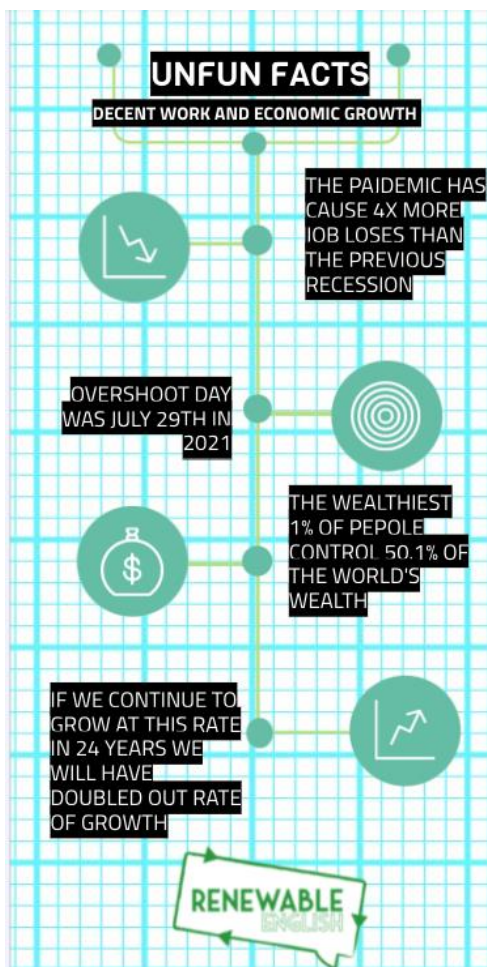 UNFUN FACTS
DECENT WORK AND ECONOMIC GROWTH
THE PAIDEMIC HAS
CAUSE 4X MORE
JOB LOSES THAN
THE PREVIOUS
RECESSION
OVERSHOOT DAY
WAS JULY 29TH IN
2021
THE WEALTHIEST
1% OF PEPOLE
CONTROL 50.1% OF
THE WORLD'S
WEALTH
IF WE CONTINUE TO
GROW AT THIS RATE
IN 24 YEARS WE
WILL HAVE
DOUBLED OUT RATE
OF GROWTH
RENEWABLE
ENGLISH